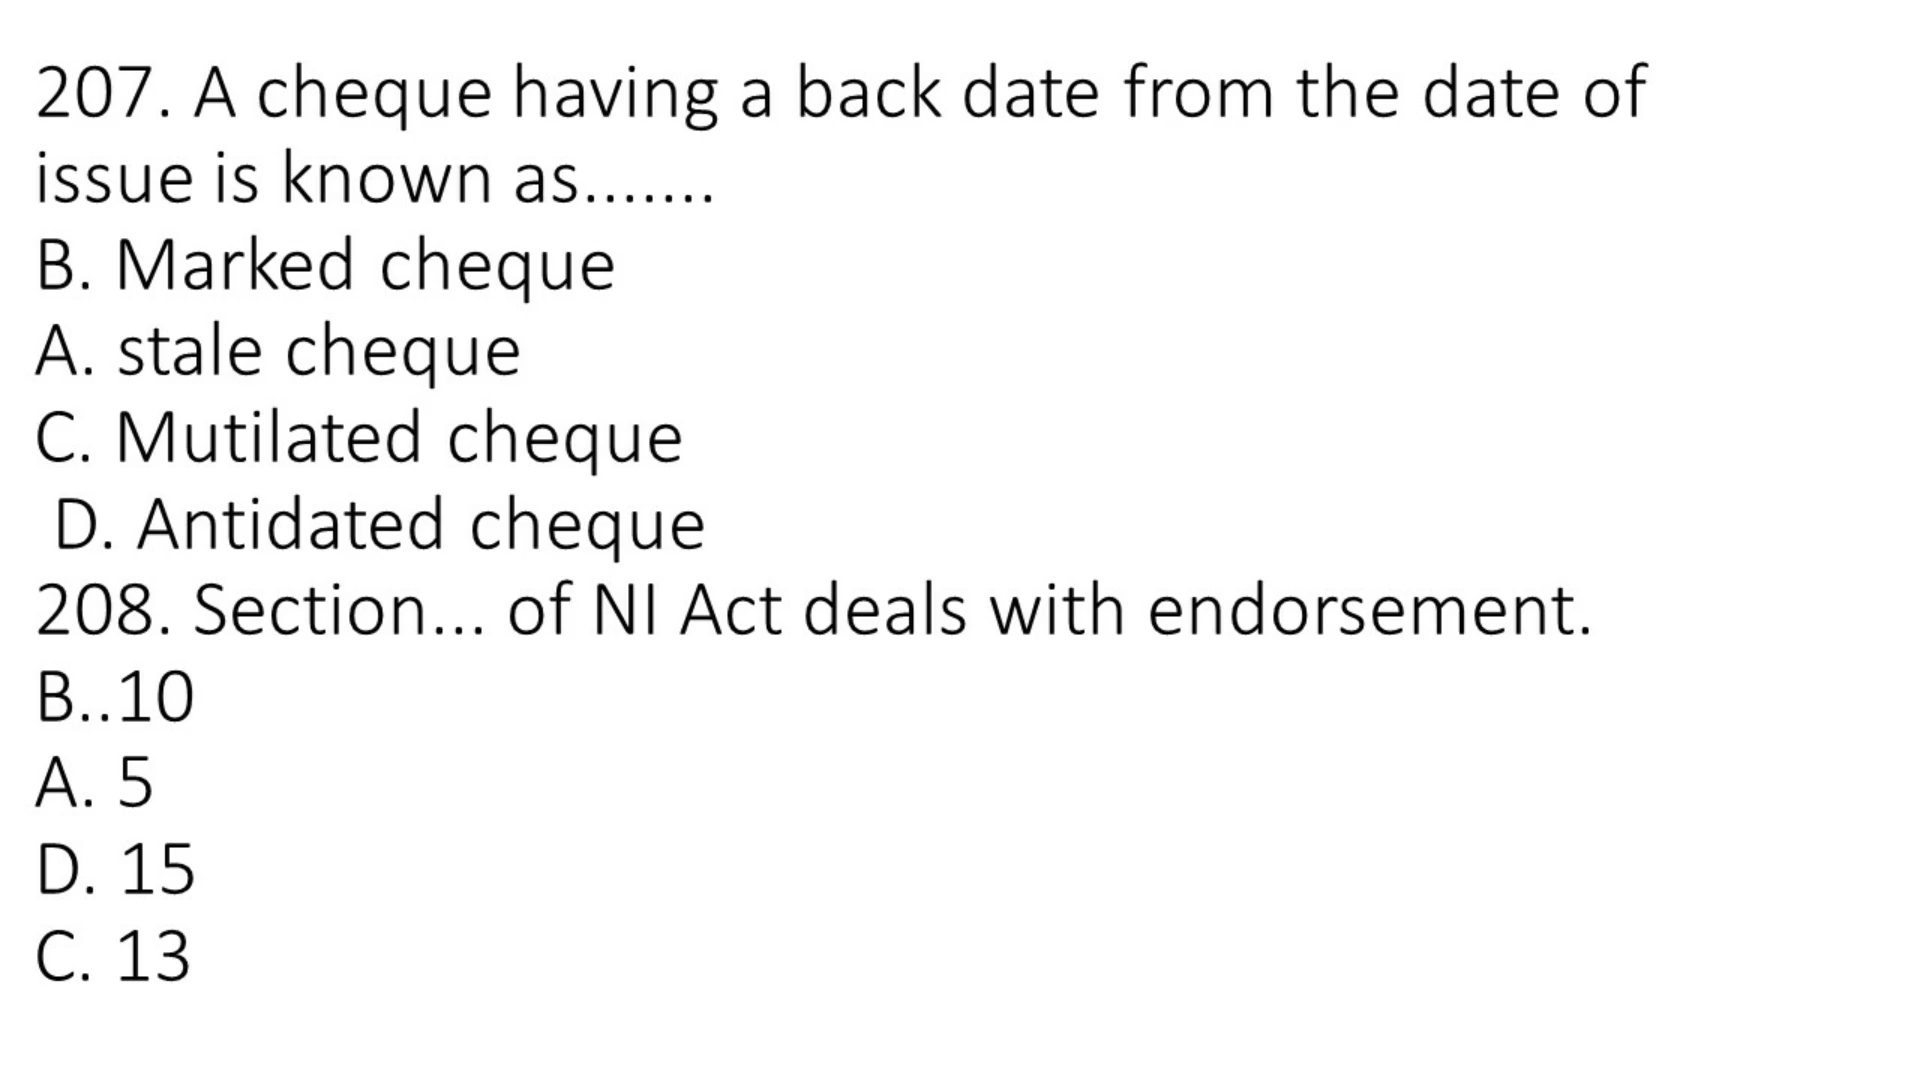 207. A cheque having a back date from the date of
issue is known as.......
B. Marked cheque
A. stale cheque
C. Mutilated cheque
D. Antidated cheque
208. Section... of NI Act deals with endorsement.
B..10
A. 5
D. 15
C. 13